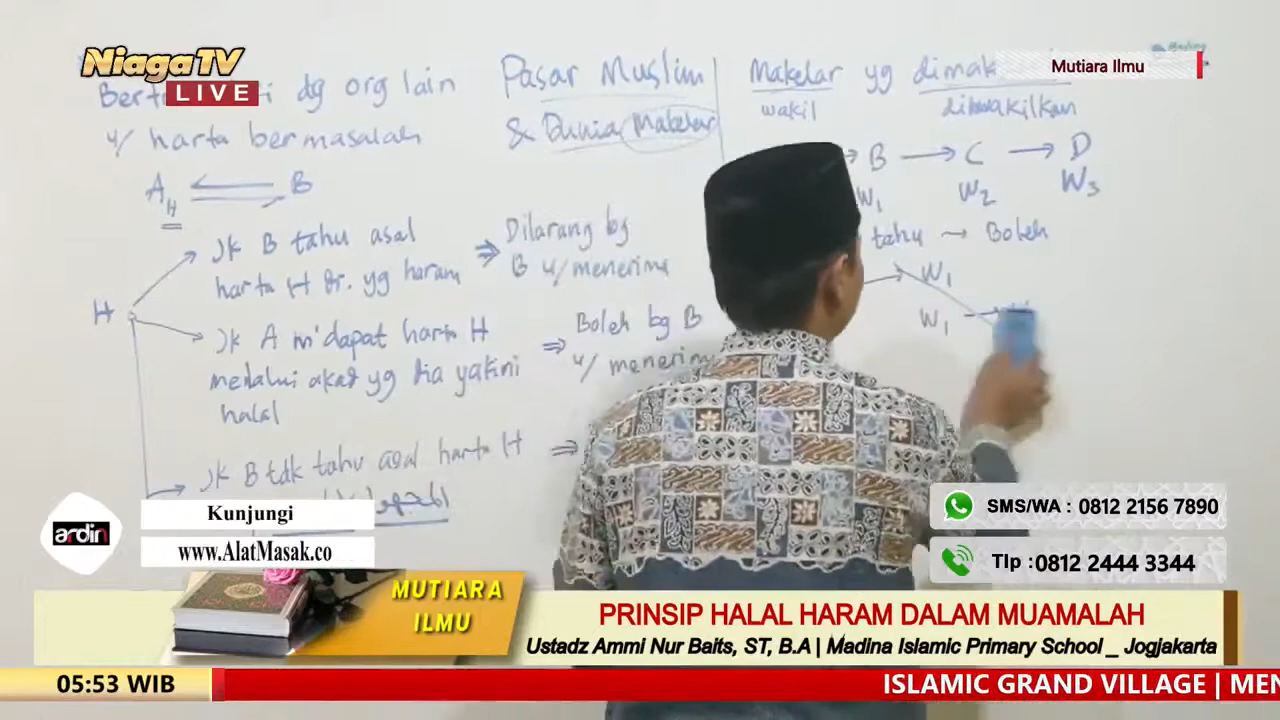 NiagaTV
LIVE
Mutiara Ilmu
dg org lain
u/ harta bermasalah
A H
B
Pasar Muslim
& Dunia Makelar
Makelar yg
wakil
diwakilkan
B → C → D
W1 W2 W3
tahu → Boleh
W1
W1
H
Jk B tahu asal
harta H dr. yg haram
⇒ Dilarang bg
B u/ menerima
Jk A m'dapat harta H
melalui akad yg dia yakini
halal
⇒ Boleh bg B
u/ menerima
Jk B tdk tahu asal harta H ⇒
ardin
Kunjungi
www.AlatMasak.co
SMS/WA : 0812 2156 7890
Tlp : 0812 2444 3344
MUTIARA
ILMU
PRINSIP HALAL HARAM DALAM MUAMALAH
Ustadz Ammi Nur Baits, ST, B.A | Madina Islamic Primary School _ Jogjakarta
05:53 WIB
ISLAMIC GRAND VILLAGE | MEN